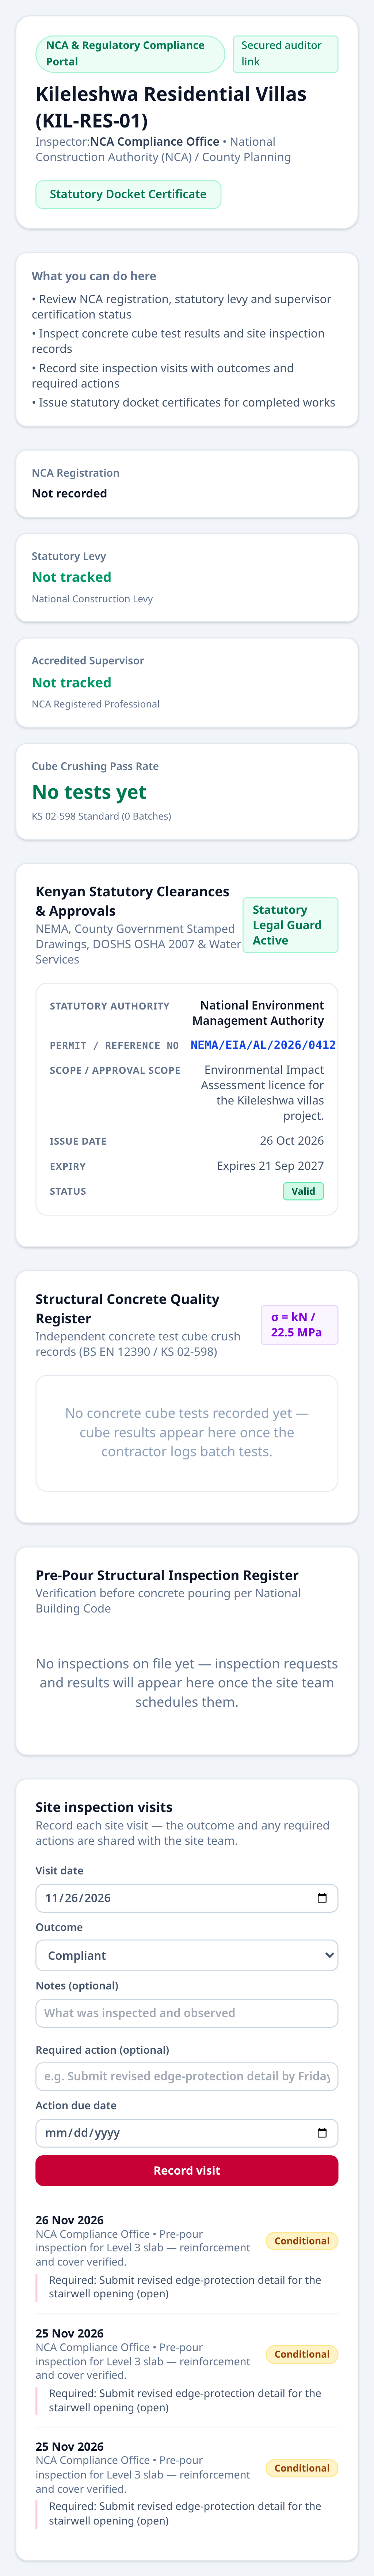 NCA & Regulatory Compliance
Portal
Secured auditor
link
Kileleshwa Residential Villas
(KIL-RES-01)
Inspector:NCA Compliance Office • National
Construction Authority (NCA) / County Planning
Statutory Docket Certificate
What you can do here
• Review NCA registration, statutory levy and supervisor
certification status
• Inspect concrete cube test results and site inspection
records
• Record site inspection visits with outcomes and
required actions
• Issue statutory docket certificates for completed works
NCA Registration
Not recorded
Statutory Levy
Not tracked
National Construction Levy
Accredited Supervisor
Not tracked
NCA Registered Professional
Cube Crushing Pass Rate
No tests yet
KS 02-598 Standard (0 Batches)
Kenyan Statutory Clearances
& Approvals
NEMA, County Government Stamped
Drawings, DOSHS OSHA 2007 & Water
Services
Statutory
Legal Guard
Active
STATUTORY AUTHORITY
National Environment
Management Authority
PERMIT / REFERENCE NO
NEMA/EIA/AL/2026/0412
SCOPE / APPROVAL SCOPE
Environmental Impact
Assessment licence for
the Kileleshwa villas
project.
ISSUE DATE
26 Oct 2026
EXPIRY
Expires 21 Sep 2027
STATUS
Valid
Structural Concrete Quality
Register
Independent concrete test cube crush
records (BS EN 12390 / KS 02-598)
σ = kN /
22.5 MPa
No concrete cube tests recorded yet —
cube results appear here once the
contractor logs batch tests.
Pre-Pour Structural Inspection Register
Verification before concrete pouring per National
Building Code
No inspections on file yet — inspection requests
and results will appear here once the site team
schedules them.
Site inspection visits
Record each site visit — the outcome and any required
actions are shared with the site team.
Visit date
11/26/2026
Outcome
Compliant
Notes (optional)
What was inspected and observed
Required action (optional)
e.g. Submit revised edge-protection detail by Friday
Action due date
mm/dd/yyyy
Record visit
26 Nov 2026
NCA Compliance Office • Pre-pour
inspection for Level 3 slab — reinforcement
and cover verified.
Conditional
Required: Submit revised edge-protection detail for the
stairwell opening (open)
25 Nov 2026
NCA Compliance Office • Pre-pour
inspection for Level 3 slab — reinforcement
and cover verified.
Conditional
Required: Submit revised edge-protection detail for the
stairwell opening (open)
25 Nov 2026
NCA Compliance Office • Pre-pour
inspection for Level 3 slab — reinforcement
and cover verified.
Conditional
Required: Submit revised edge-protection detail for the
stairwell opening (open)